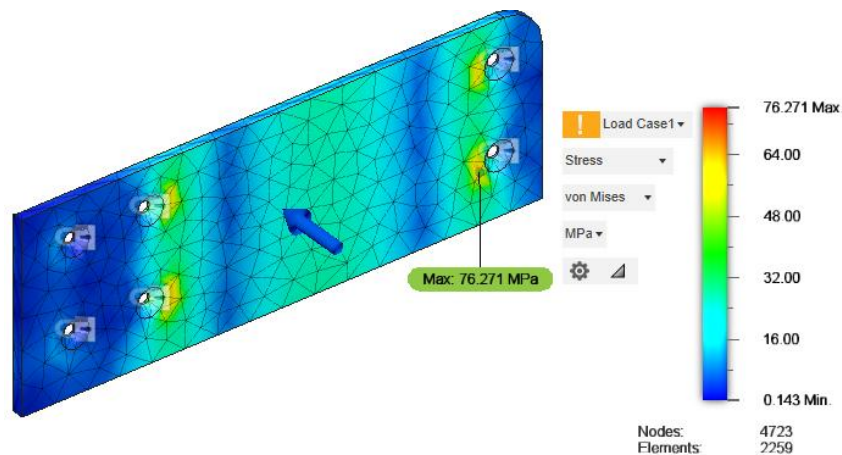 76.271 Max
! Load Case1
64.00
Stress
von Mises
48.00
MPa
Max: 76.271 MPa
32.00
16.00
0.143 Min.
Nodes: 4723
Elements: 2259